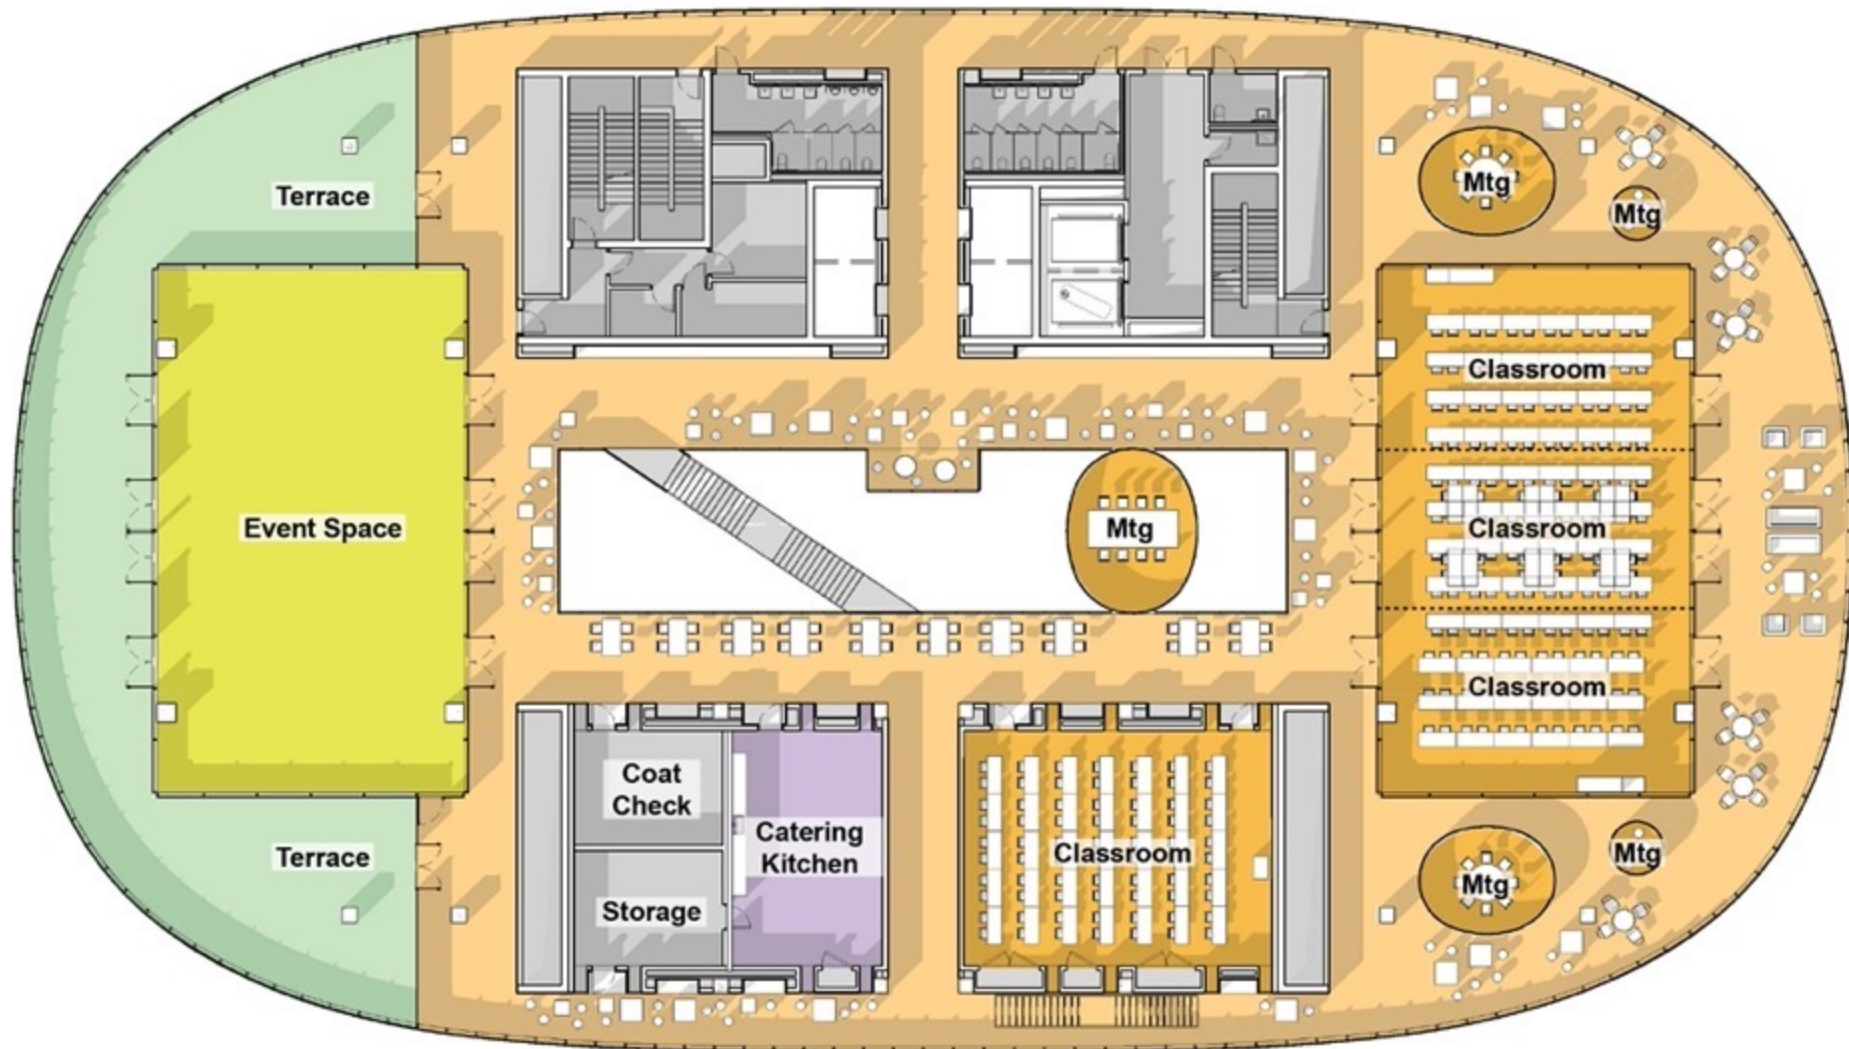 Terrace
Mtg
Mtg
Classroom
Event Space
Mtg
Classroom
Classroom
Coat
Check
Catering
Kitchen
Classroom
Terrace
Mtg
Mtg
Storage